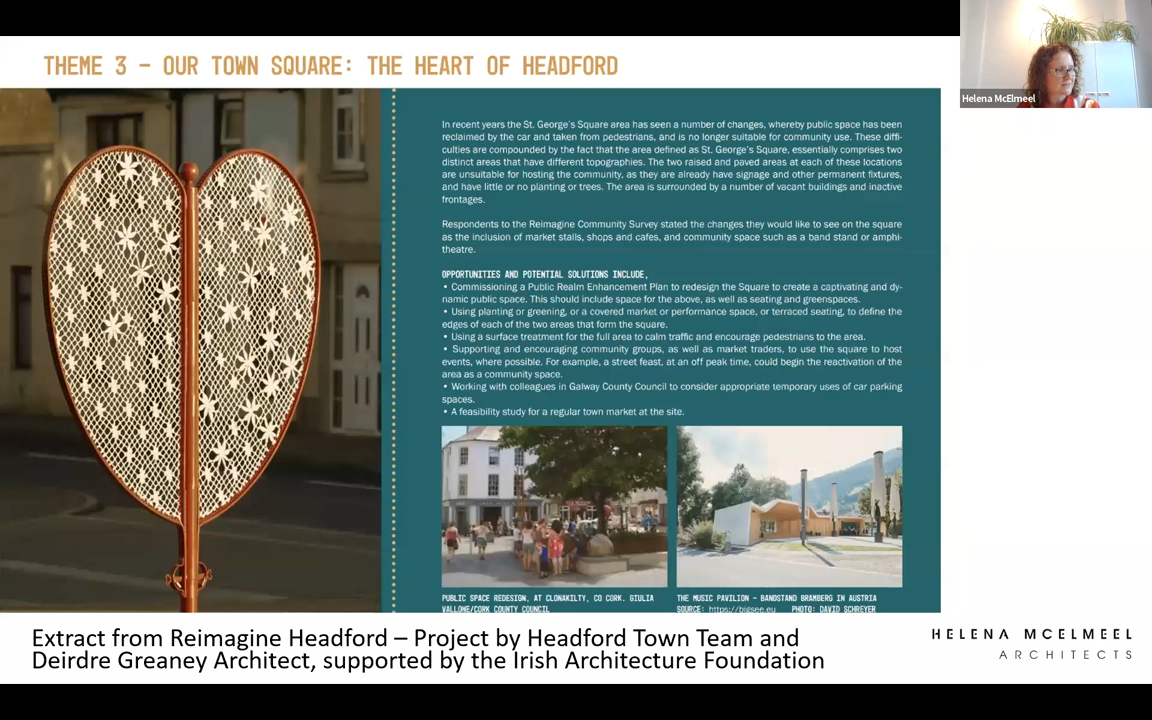 THEME 3 – OUR TOWN SQUARE: THE HEART OF HEADFORD
Helena McElmeel
In recent years the St. George's Square area has seen a number of changes, whereby public space has been
reclaimed by the car and taken from pedestrians, and is no longer suitable for community use. These diffi-
culties are compounded by the fact that the area defined as St. George's Square, essentially comprises two
distinct areas that have different topographies. The two raised and paved areas at each of these locations
are unsuitable for hosting the community, as they are already have signage and other permanent fixtures,
and have little or no planting or trees. The area is surrounded by a number of vacant buildings and inactive
frontages.
Respondents to the Reimagine Community Survey stated the changes they would like to see on the square
as the inclusion of market stalls, shops and cafes, and community space such as a band stand or amphi-
theatre.
OPPORTUNITIES AND POTENTIAL SOLUTIONS INCLUDE,
• Commissioning a Public Realm Enhancement Plan to redesign the Square to create a captivating and dy-
namic public space. This should include space for the above, as well as seating and greenspaces.
• Using planting or greening, or a covered market or performance space, or terraced seating, to define the
edges of each of the two areas that form the square.
• Using a surface treatment for the full area to calm traffic and encourage pedestrians to the area.
• Supporting and encouraging community groups, as well as market traders, to use the square to host
events, where possible. For example, a street feast, at an off peak time, could begin the reactivation of the
area as a community space.
• Working with colleagues in Galway County Council to consider appropriate temporary uses of car parking
spaces.
• A feasibility study for a regular town market at the site.
PUBLIC SPACE REDESIGN, AT CLONAKILTY, CO CORK. GIULIA
VALLONE/CORK COUNTY COUNCIL
THE MUSIC PAVILION – BANDSTAND BRAMBERG IN AUSTRIA
SOURCE: https://bigsee.eu PHOTO: DAVID SCHREYER
Extract from Reimagine Headford – Project by Headford Town Team and
Deirdre Greaney Architect, supported by the Irish Architecture Foundation
HELENA MCELMEEL
ARCHITECTS